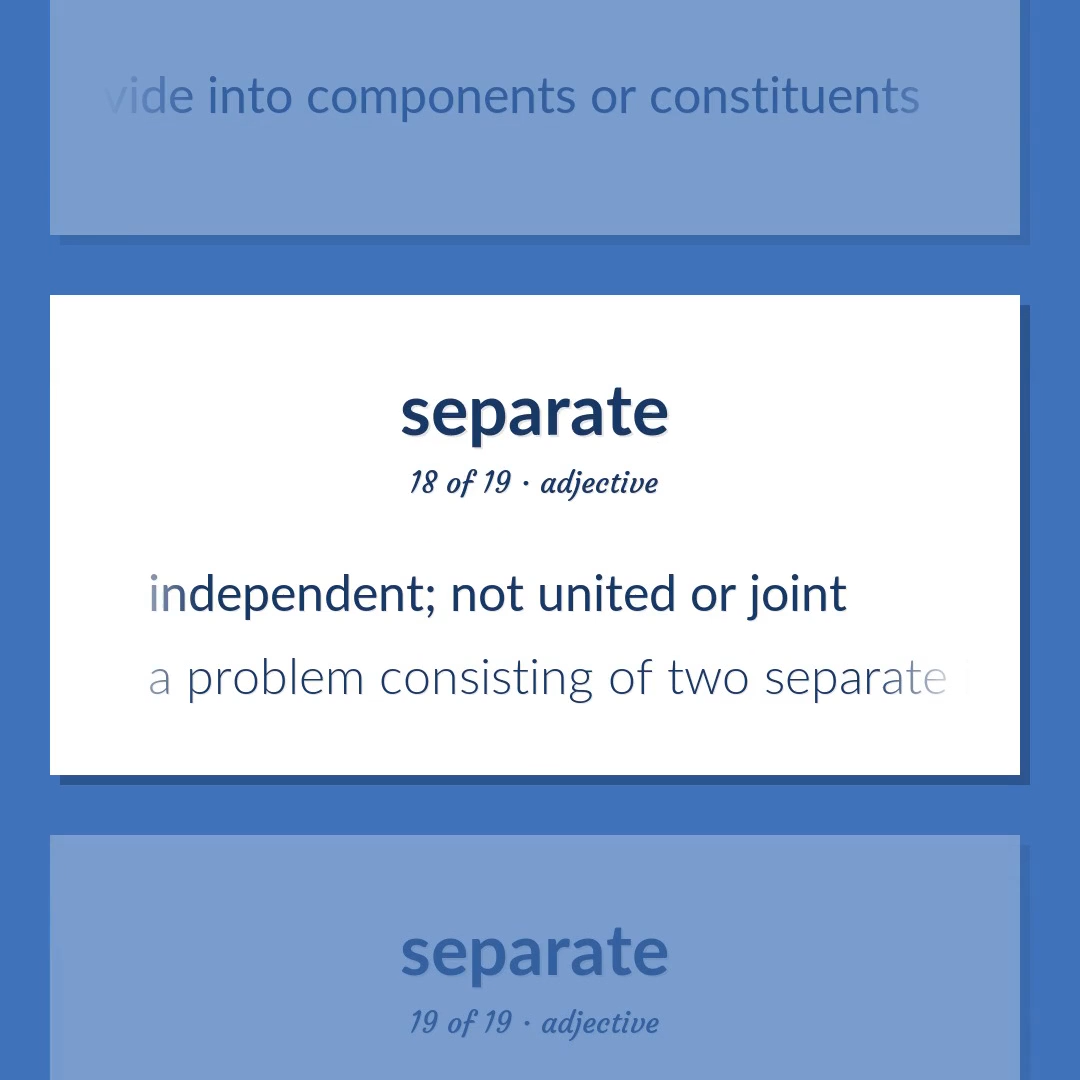 vide into components or constituents
separate
18 of 19 · adjective
independent; not united or joint
a problem consisting of two separate
separate
19 of 19 · adjective